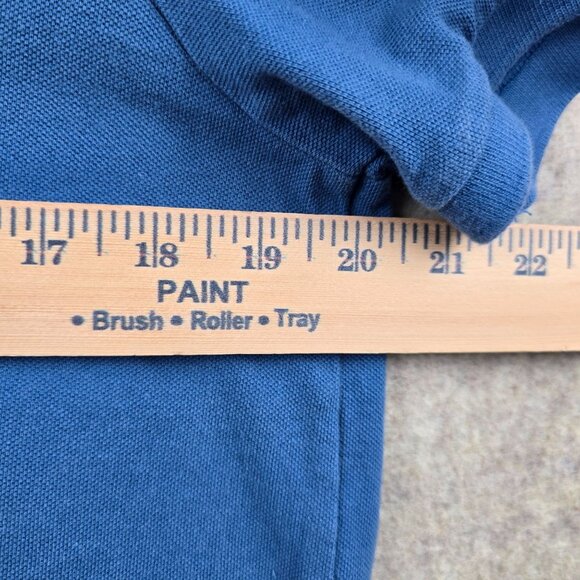 17 18 19 20 21 22
PAINT
• Brush • Roller • Tray